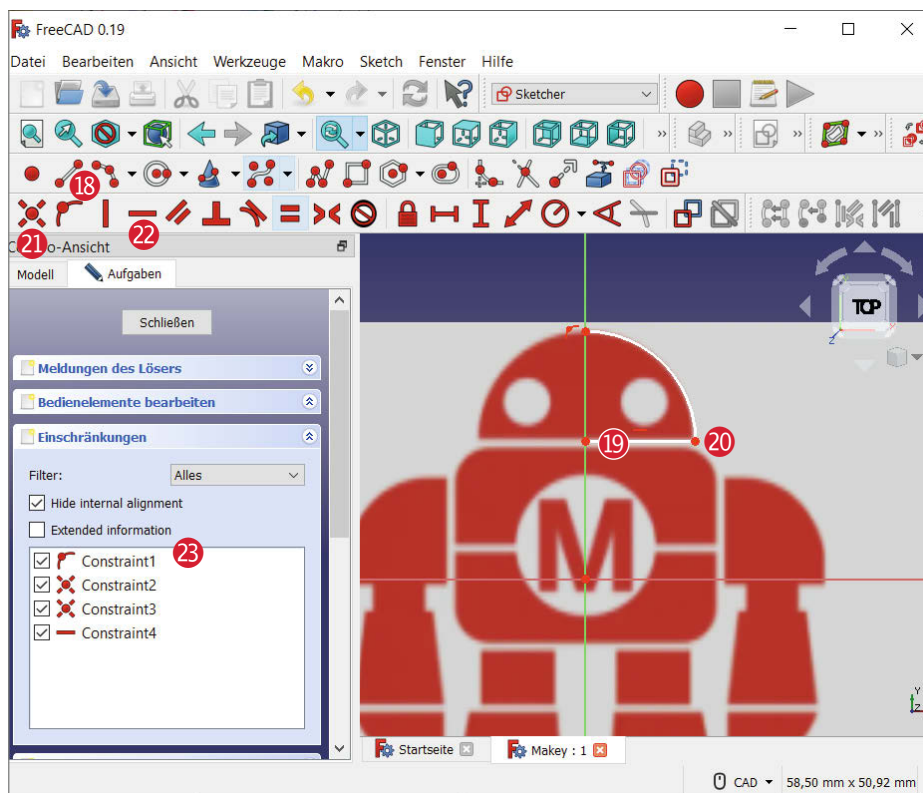 FreeCAD 0.19
Datei Bearbeiten Ansicht Werkzeuge Makro Sketch Fenster Hilfe
Sketcher
18
21
22
o-Ansicht
Modell Aufgaben
Schließen
Meldungen des Lösers
Bedienelemente bearbeiten
Einschränkungen
Filter: Alles
Hide internal alignment
Extended information
23
Constraint1
Constraint2
Constraint3
Constraint4
TOP
Z
19
20
M
Y
Z
Startseite
Makey : 1
CAD 58,50 mm x 50,92 mm